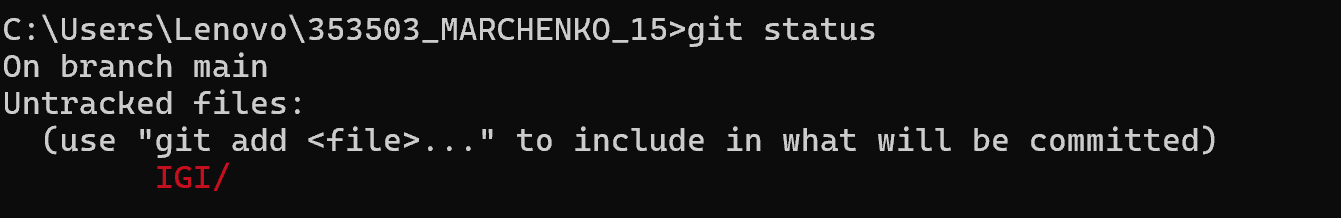 C:\Users\Lenovo\353503_MARCHENKO_15>git status
On branch main
Untracked files:
  (use "git add <file>..." to include in what will be committed)
        IGI/